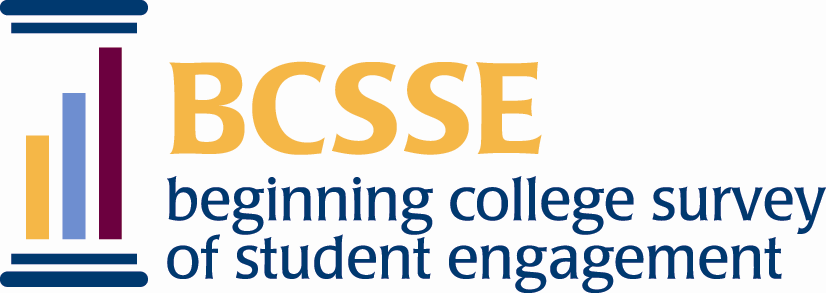 BCSSE
beginning college survey
of student engagement